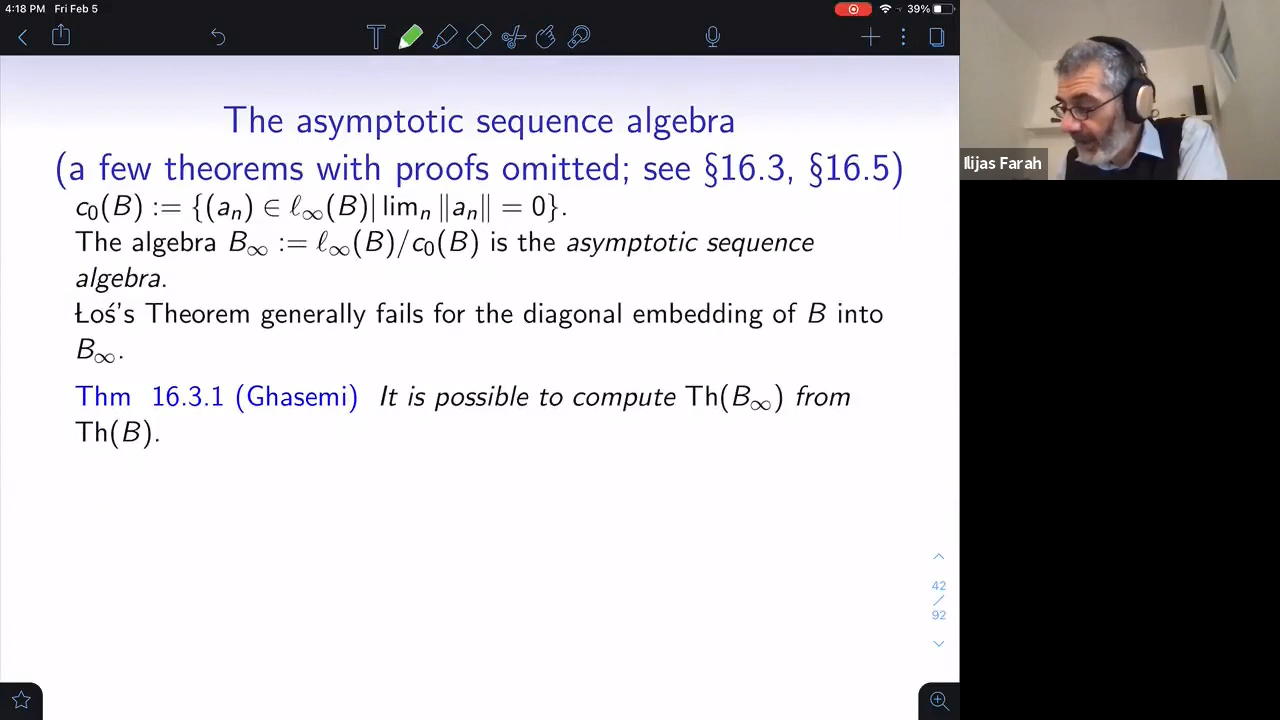 4:18 PM Fri Feb 5
39%
The asymptotic sequence algebra
(a few theorems with proofs omitted; see §16.3, §16.5)
c₀(B) := {(aₙ) ∈ ℓ∞(B)| limₙ ‖aₙ‖ = 0}.
The algebra B∞ := ℓ∞(B)/c₀(B) is the asymptotic sequence
algebra.
Łoś's Theorem generally fails for the diagonal embedding of B into
B∞.
Thm 16.3.1 (Ghasemi) It is possible to compute Th(B∞) from
Th(B).
42
/
92
Ilijas Farah